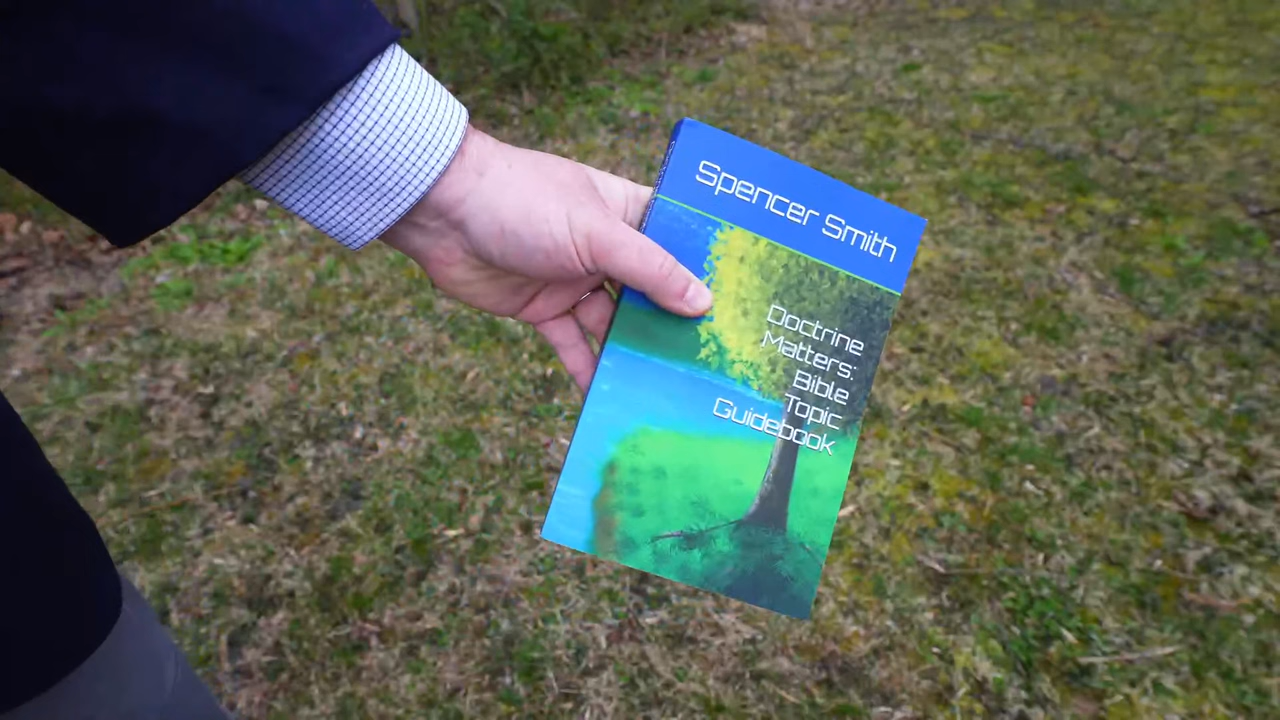 Spencer Smith
Doctrine
Matters:
Bible
Topic
Guidebook